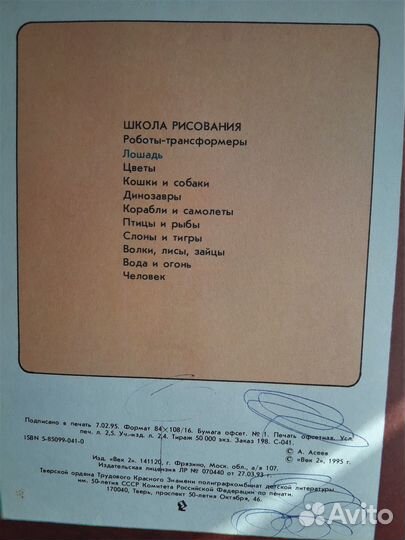 ШКОЛА РИСОВАНИЯ
Роботы-трансформеры
Лошадь
Цветы
Кошки и собаки
Динозавры
Корабли и самолеты
Птицы и рыбы
Слоны и тигры
Волки, лисы, зайцы
Вода и огонь
Человек
Подписано в печать 7.02.95. Формат 84×108/16. Бумага офсет. № 1. Печать офсетная. Усл.
печ. л. 2,5. Уч.-изд. л. 2,4. Тираж 50 000 экз. Заказ 198. С-041.
ISBN 5-85099-041-0
© А. Асеев
© «Век 2», 1995 г.
Изд. «Век 2». 141120, г. Фрязино, Моск. обл., а/я 107.
Издательская лицензия ЛР № 070440 от 27.03.93 г.
Тверской ордена Трудового Красного Знамени полиграфкомбинат детской литературы
им. 50-летия СССР Комитета Российской Федерации по печати.
170040, Тверь, проспект 50-летия Октября, 46.
Avito